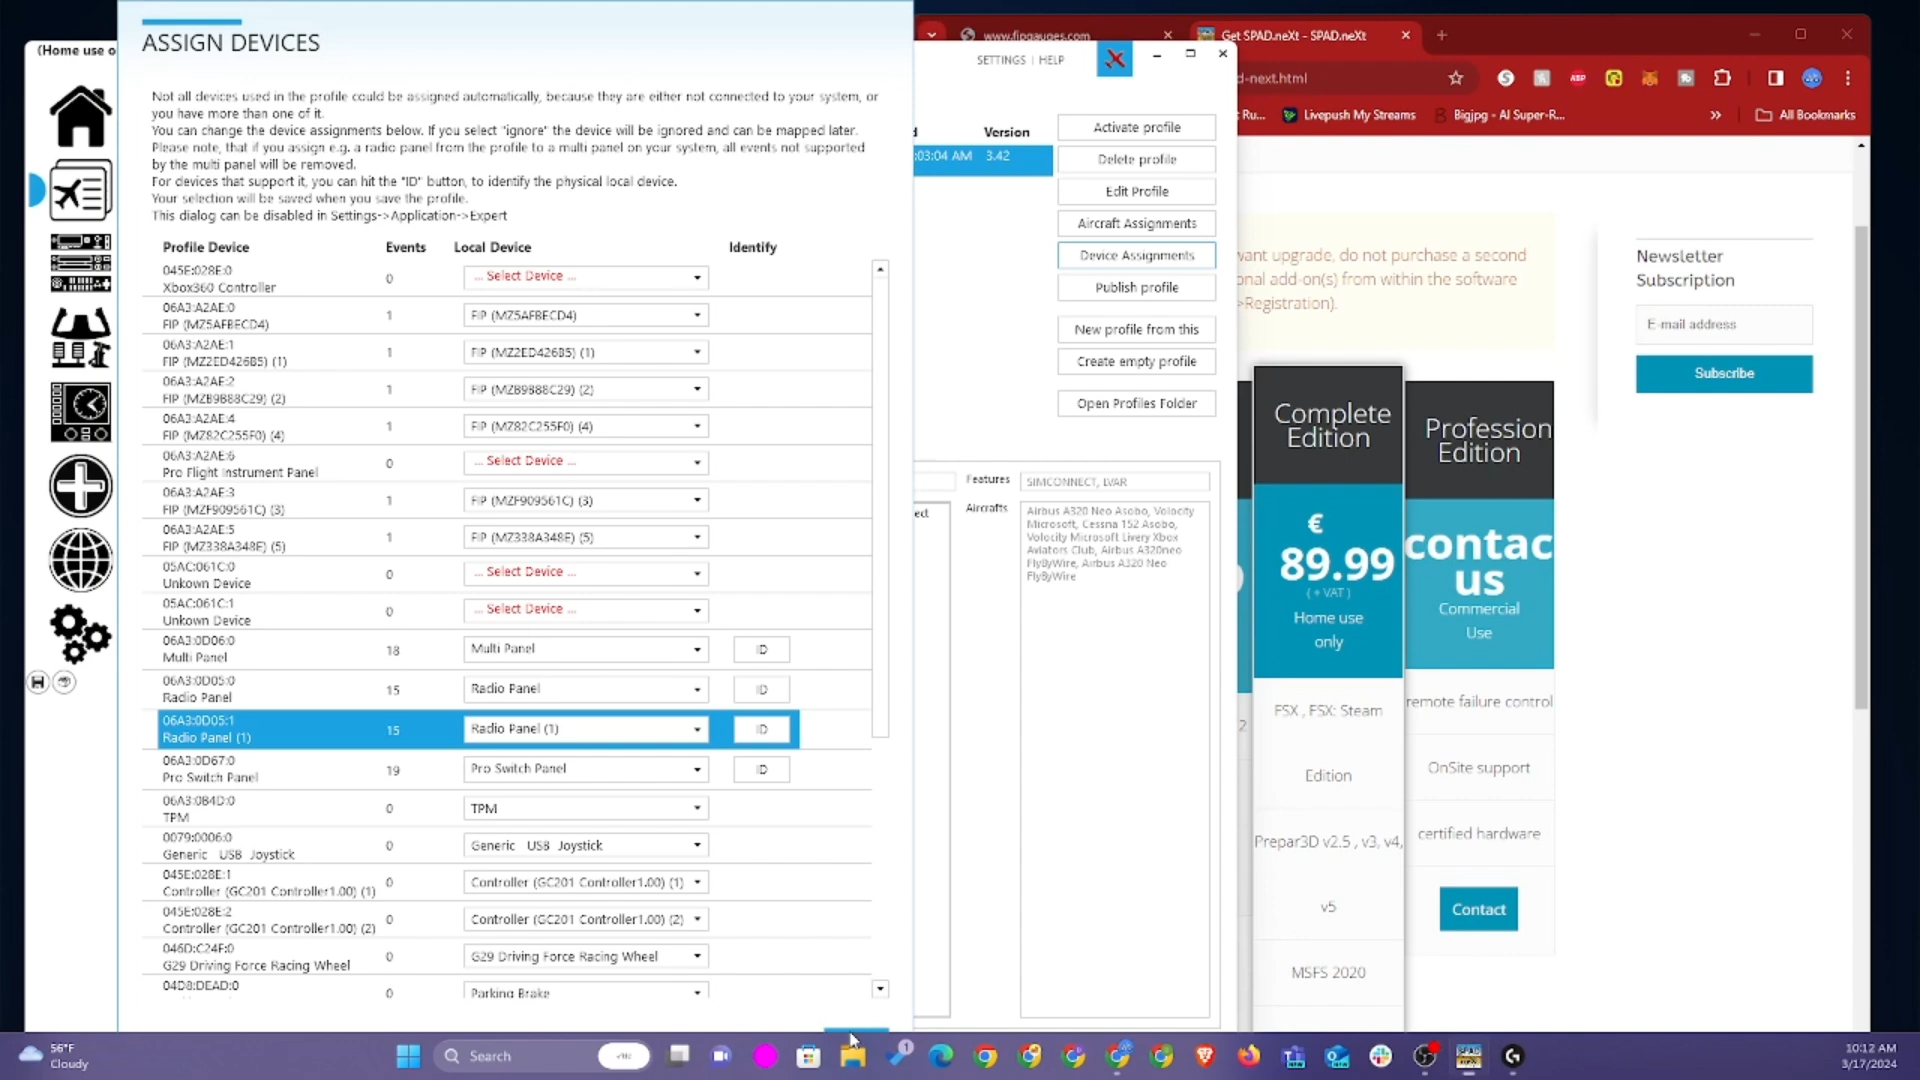 ASSIGN DEVICES
(Home use o
Not all devices used in the profile could be assigned automatically, because they are either not connected to your system, or
you have more than one of it.
You can change the device assignments below. If you select "ignore" the device will be ignored and can be mapped later.
Please note, that if you assign e.g. a radio panel from the profile to a multi panel on your system, all events not supported
by the multi panel will be removed.
For devices that support it, you can hit the "ID" button, to identify the physical local device.
Your selection will be saved when you save the profile.
This dialog can be disabled in Settings->Application->Expert
Profile Device Events Local Device Identify
045E:028E:0
Xbox360 Controller 0 ... Select Device ...
06A3:A2AE:0
FIP (MZ5AFBECD4) 1 FIP (MZ5AFBECD4)
06A3:A2AE:1
FIP (MZ2ED426B5) (1) 1 FIP (MZ2ED426B5) (1)
06A3:A2AE:2
FIP (MZB9B88C29) (2) 1 FIP (MZB9B88C29) (2)
06A3:A2AE:4
FIP (MZ82C255F0) (4) 1 FIP (MZ82C255F0) (4)
06A3:A2AE:6
Pro Flight Instrument Panel 0 ... Select Device ...
06A3:A2AE:3
FIP (MZF909561C) (3) 1 FIP (MZF909561C) (3)
06A3:A2AE:5
FIP (MZ338A348E) (5) 1 FIP (MZ338A348E) (5)
05AC:061C:0
Unkown Device 0 ... Select Device ...
05AC:061C:1
Unkown Device 0 ... Select Device ...
06A3:0D06:0
Multi Panel 18 Multi Panel ID
06A3:0D05:0
Radio Panel 15 Radio Panel ID
06A3:0D05:1
Radio Panel (1) 15 Radio Panel (1) ID
06A3:0D67:0
Pro Switch Panel 19 Pro Switch Panel ID
06A3:0B4D:0
TPM 0 TPM
0079:0006:0
Generic USB Joystick 0 Generic USB Joystick
045E:028E:1
Controller (GC201 Controller1.00) (1) 0 Controller (GC201 Controller1.00) (1)
045E:028E:2
Controller (GC201 Controller1.00) (2) 0 Controller (GC201 Controller1.00) (2)
046D:C24F:0
G29 Driving Force Racing Wheel 0 G29 Driving Force Racing Wheel
04D8:DEAD:0
0 Parking Brake
SETTINGS | HELP
d Version
:03:04 AM 3.42
Activate profile
Delete profile
Edit Profile
Aircraft Assignments
Device Assignments
Publish profile
New profile from this
Create empty profile
Open Profiles Folder
Features SIMCONNECT, LVAR
ect Aircrafts
Airbus A320 Neo Asobo, Volocity
Microsoft, Cessna 152 Asobo,
Volocity Microsoft Livery Xbox
Aviators Club, Airbus A320neo
FlyByWire, Airbus A320 Neo
FlyByWire
www.fipgauges.com
Get SPAD.neXt - SPAD.neXt
d-next.html
ABP
t Ru... Livepush My Streams Bigjpg - AI Super-R... » All Bookmarks
want upgrade, do not purchase a second
onal add-on(s) from within the software
>Registration).
Newsletter
Subscription
E-mail address
Subscribe
Complete
Edition
€
89.99
( + VAT )
Home use
only
FSX , FSX: Steam
Edition
Prepar3D v2.5 , v3, v4,
v5
MSFS 2020
2
Profession
Edition
contac
us
Commercial
Use
remote failure control
OnSite support
certified hardware
Contact
56°F
Cloudy
Search
1
SPAD
10:12 AM
3/17/2024